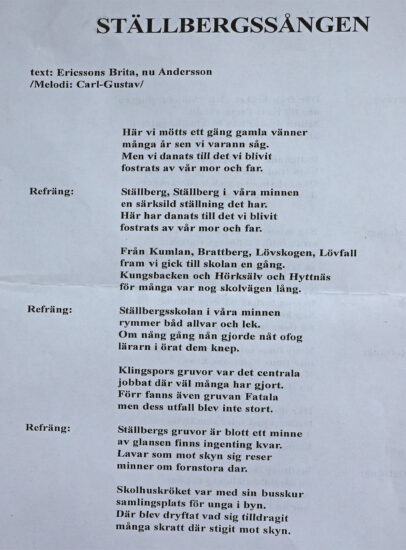 STÄLLBERGSSÅNGEN
text: Ericssons Brita, nu Andersson
/Melodi: Carl-Gustav/
Här vi mötts ett gäng gamla vänner
många år sen vi varann såg.
Men vi danats till det vi blivit
fostrats av vår mor och far.
Refräng: Ställberg, Ställberg i våra minnen
en särksild ställning det har.
Här har danats till det vi blivit
fostrats av vår mor och far.
Från Kumlan, Brattberg, Lövskogen, Lövfall
fram vi gick till skolan en gång.
Kungsbacken och Hörksälv och Hyttnäs
för många var nog skolvägen lång.
Refräng: Ställbergsskolan i våra minnen
rymmer båd allvar och lek.
Om nång gång nån gjorde nåt ofog
lärarn i örat dem knep.
Klingspors gruvor var det centrala
jobbat där väl många har gjort.
Förr fanns även gruvan Fatala
men dess utfall blev inte stort.
Refräng: Ställbergs gruvor är blott ett minne
av glansen finns ingenting kvar.
Lavar som mot skyn sig reser
minner om fornstora dar.
Skolhuskröket var med sin busskur
samlingsplats för unga i byn.
Där blev dryftat vad sig tilldragit
många skratt där stigit mot skyn.